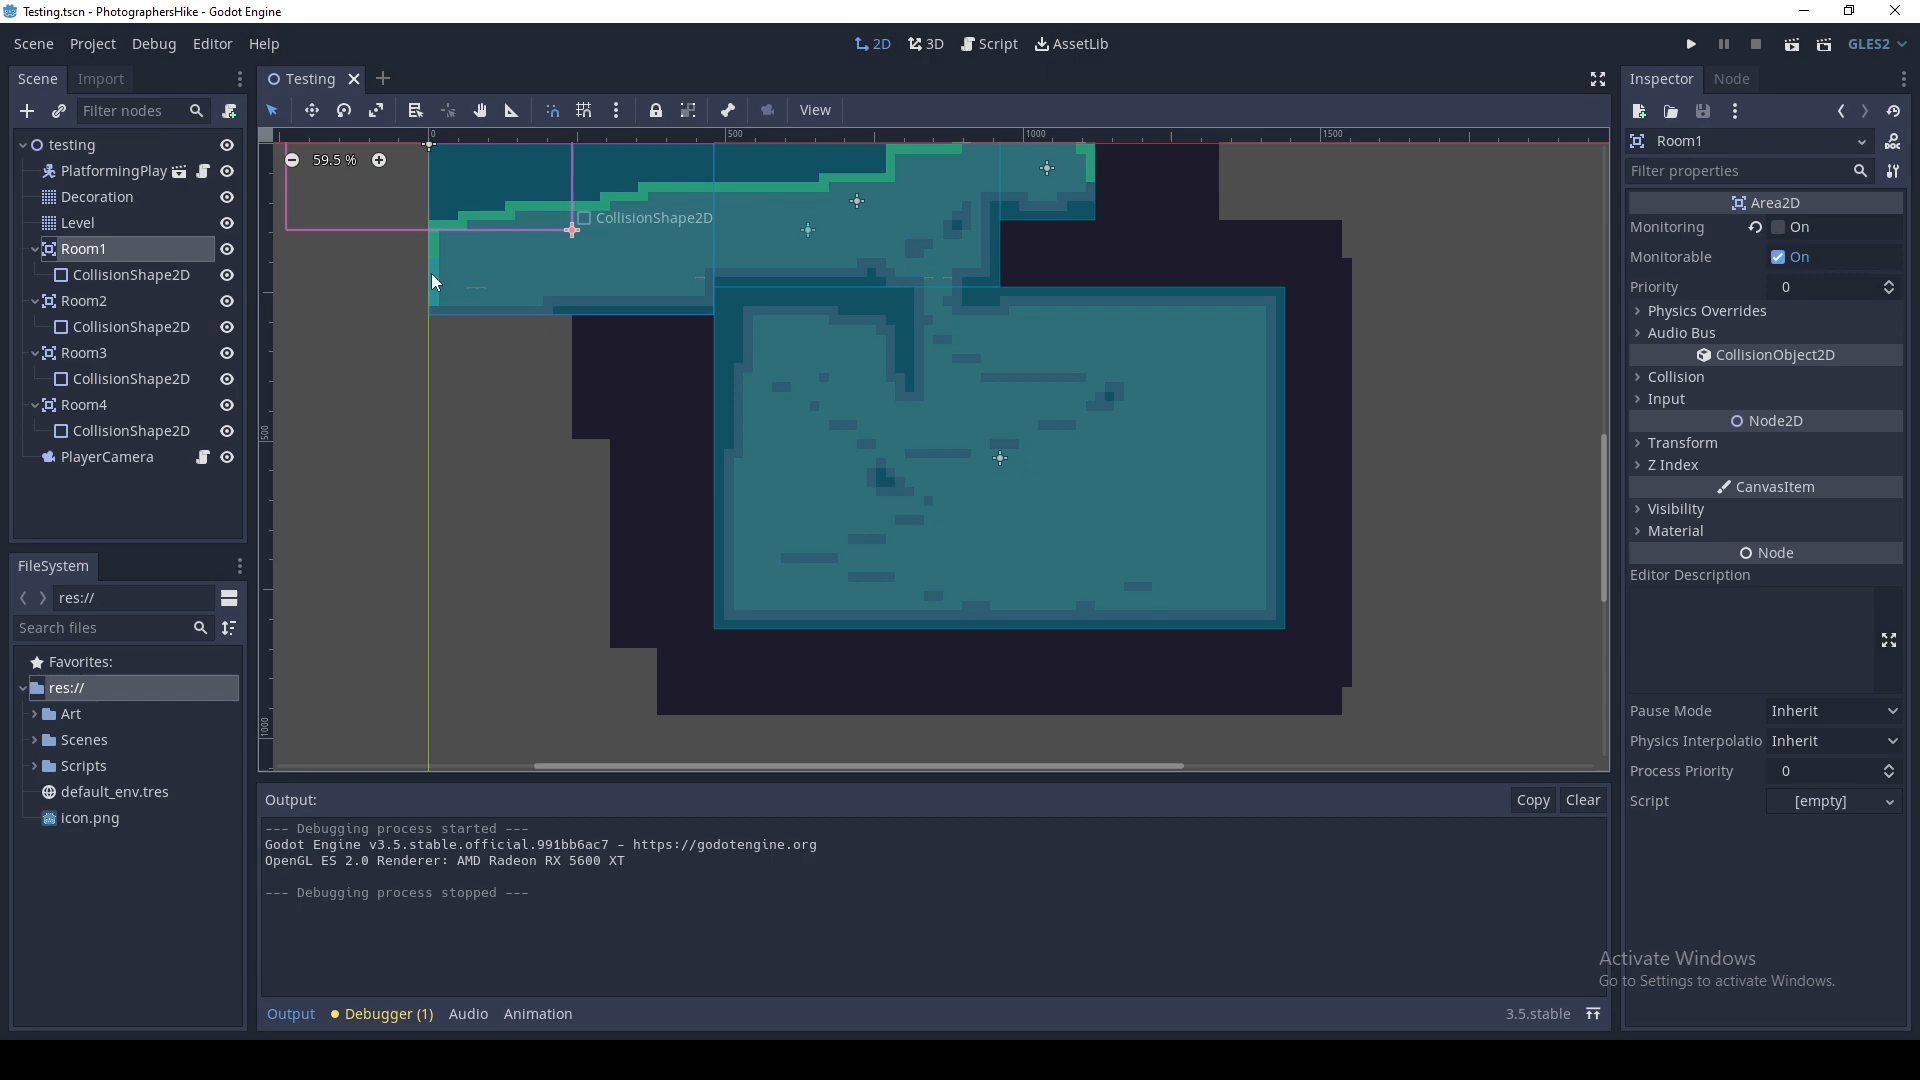 Testing.tscn - PhotographersHike - Godot Engine
Scene Project Debug Editor Help
2D 3D Script AssetLib
GLES2
Scene Import
Testing
Inspector Node
Filter nodes
View
testing
PlatformingPlay
Decoration
Level
Room1
CollisionShape2D
Room2
CollisionShape2D
Room3
CollisionShape2D
Room4
CollisionShape2D
PlayerCamera
FileSystem
res://
Search files
Favorites:
res://
Art
Scenes
Scripts
default_env.tres
icon.png
0 500 1000 1500
59.5 %
CollisionShape2D
500
1000
Output:
Copy Clear
--- Debugging process started ---
Godot Engine v3.5.stable.official.991bb6ac7 - https://godotengine.org
OpenGL ES 2.0 Renderer: AMD Radeon RX 5600 XT
--- Debugging process stopped ---
Output Debugger (1) Audio Animation
3.5.stable
Room1
Filter properties
Area2D
Monitoring On
Monitorable On
Priority 0
Physics Overrides
Audio Bus
CollisionObject2D
Collision
Input
Node2D
Transform
Z Index
CanvasItem
Visibility
Material
Node
Editor Description
Pause Mode Inherit
Physics Interpolatio Inherit
Process Priority 0
Script [empty]
Activate Windows
Go to Settings to activate Windows.